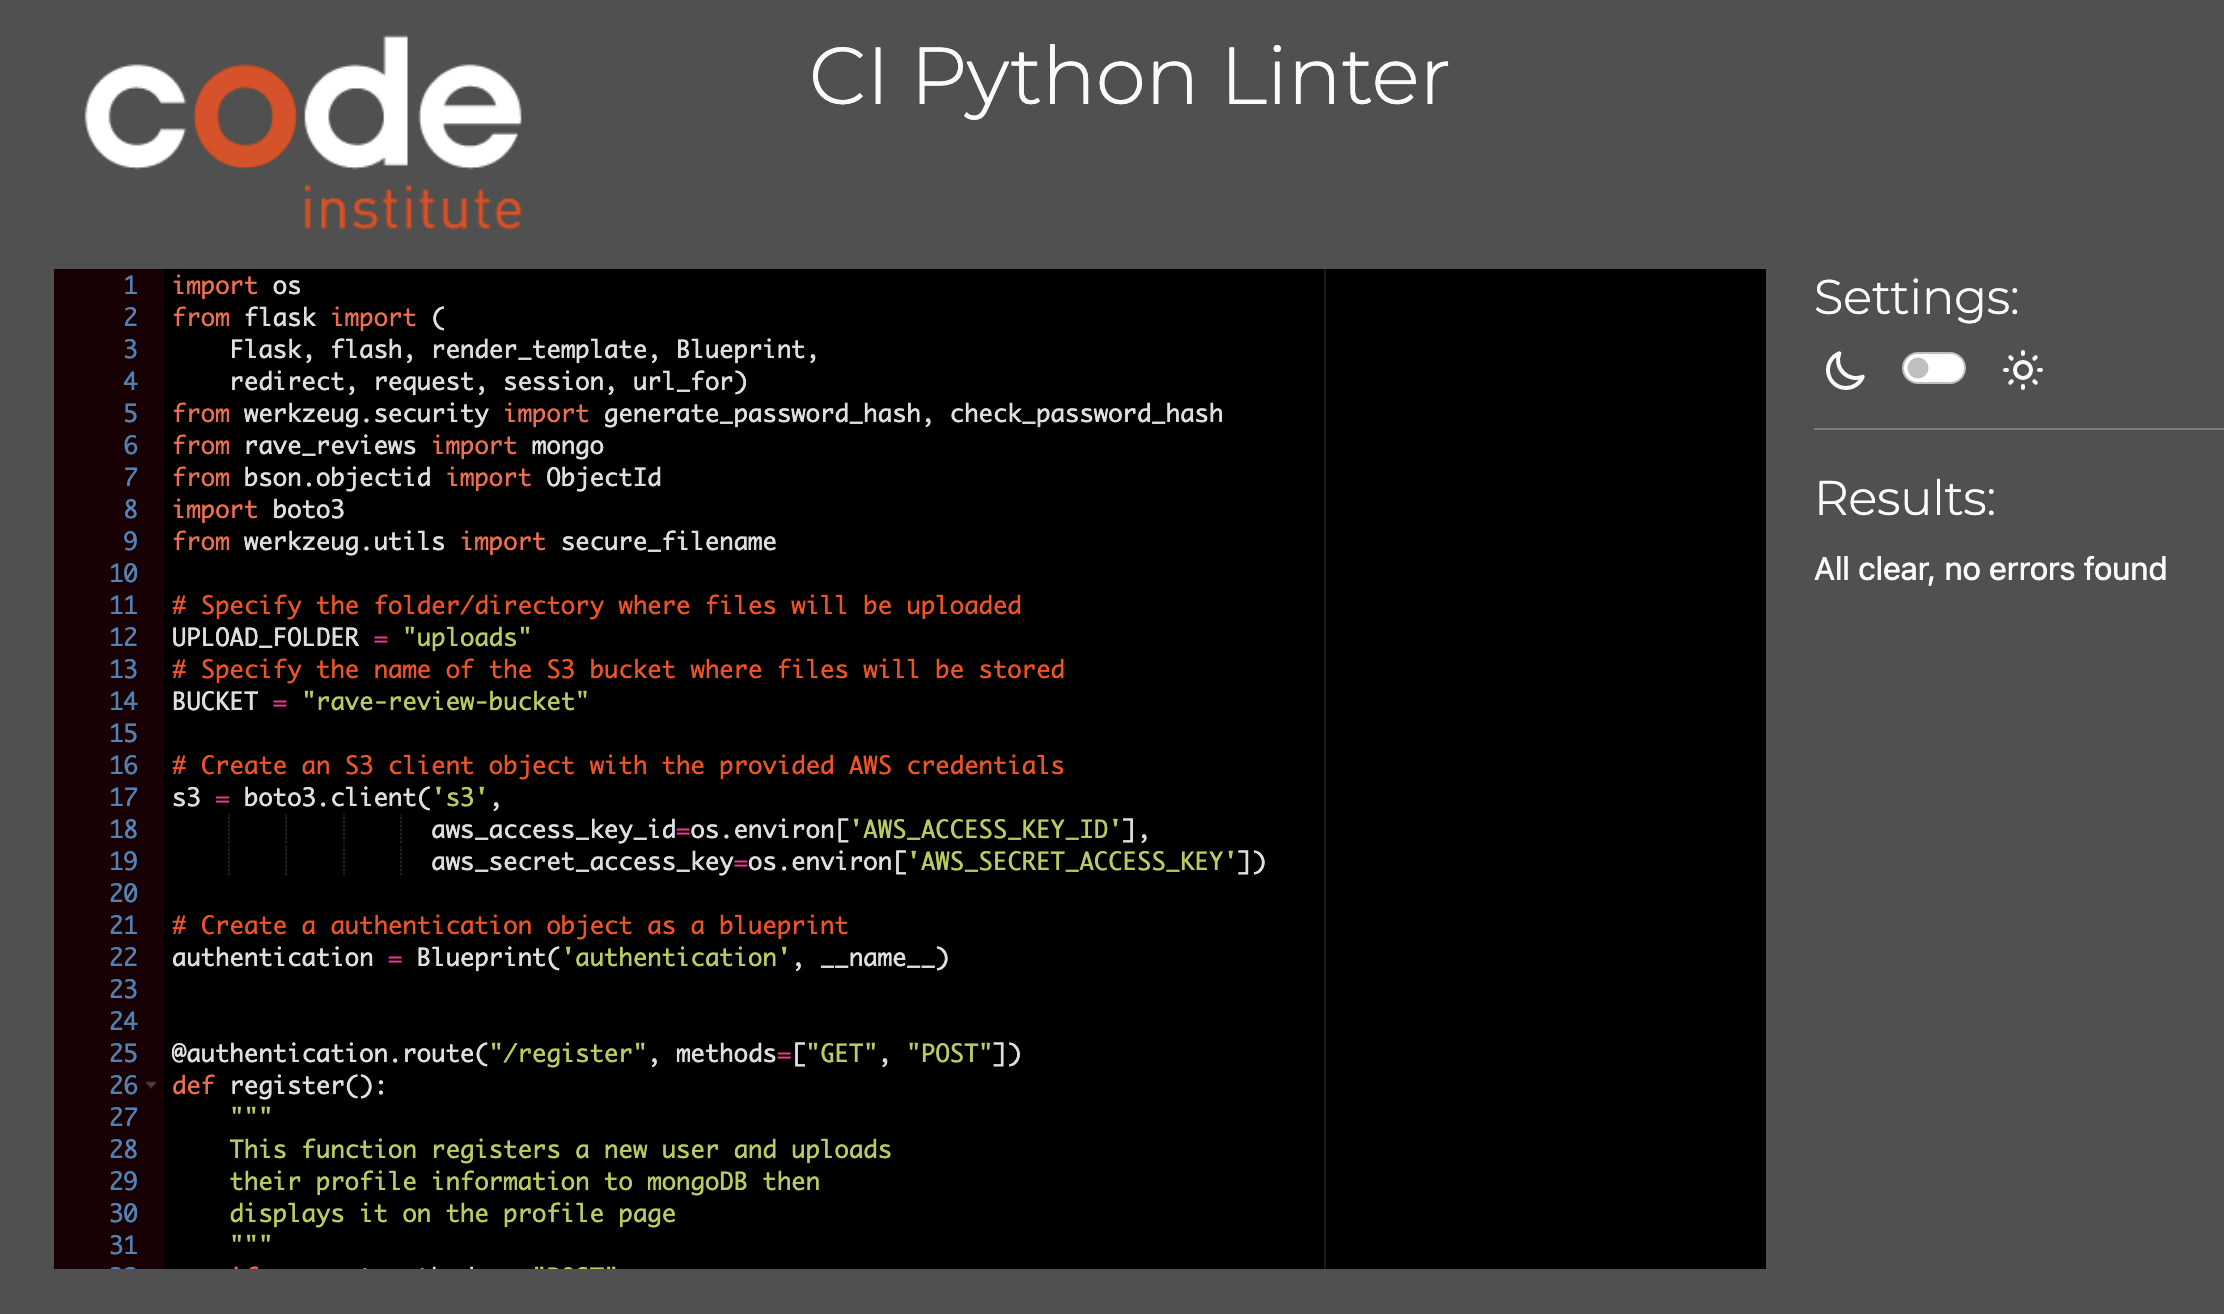 code
institute
CI Python Linter
1 import os
2 from flask import (
3     Flask, flash, render_template, Blueprint,
4     redirect, request, session, url_for)
5 from werkzeug.security import generate_password_hash, check_password_hash
6 from rave_reviews import mongo
7 from bson.objectid import ObjectId
8 import boto3
9 from werkzeug.utils import secure_filename
10
11 # Specify the folder/directory where files will be uploaded
12 UPLOAD_FOLDER = "uploads"
13 # Specify the name of the S3 bucket where files will be stored
14 BUCKET = "rave-review-bucket"
15
16 # Create an S3 client object with the provided AWS credentials
17 s3 = boto3.client('s3',
18                   aws_access_key_id=os.environ['AWS_ACCESS_KEY_ID'],
19                   aws_secret_access_key=os.environ['AWS_SECRET_ACCESS_KEY'])
20
21 # Create a authentication object as a blueprint
22 authentication = Blueprint('authentication', __name__)
23
24
25 @authentication.route("/register", methods=["GET", "POST"])
26 def register():
27     """
28     This function registers a new user and uploads
29     their profile information to mongoDB then
30     displays it on the profile page
31     """
Settings:
Results:
All clear, no errors found